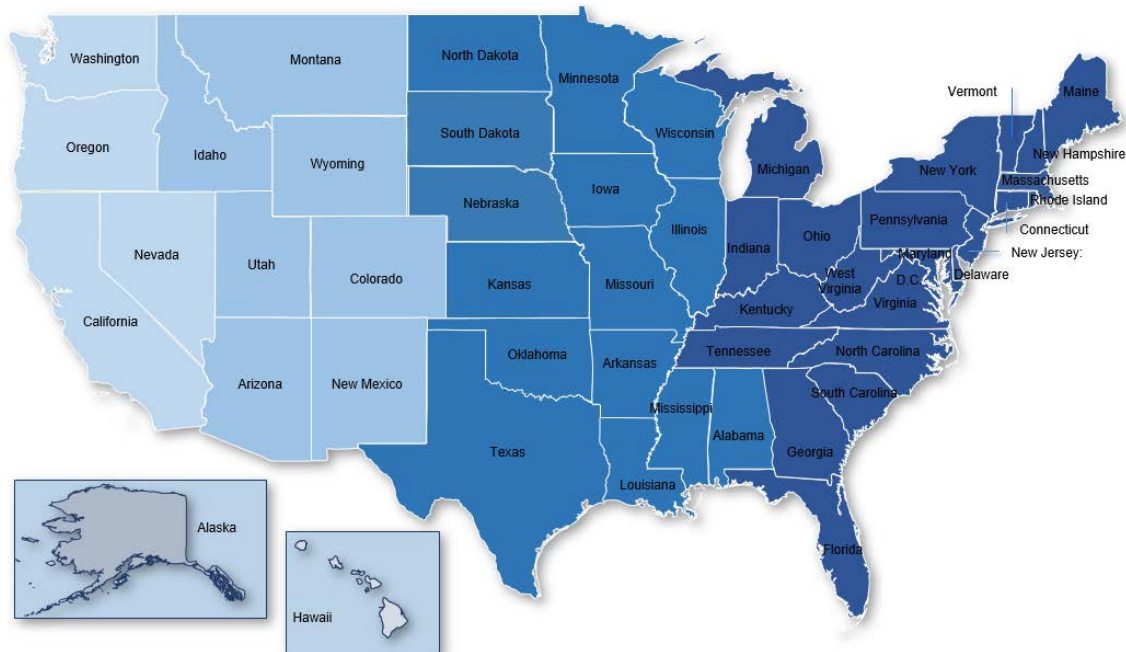 Washington
Montana
North Dakota
Minnesota
Vermont
Maine
Oregon
Idaho
Wyoming
South Dakota
Wisconsin
Michigan
New York
New Hampshire
Massachusetts
Rhode Island
Connecticut
Nebraska
Iowa
Illinois
Indiana
Ohio
Pennsylvania
New Jersey:
Maryland
Delaware
D.C.
Nevada
Utah
Colorado
Kansas
Missouri
West
Virginia
Virginia
Kentucky
California
Arizona
New Mexico
Oklahoma
Arkansas
Tennessee
North Carolina
South Carolina
Mississippi
Alabama
Georgia
Texas
Louisiana
Florida
Alaska
Hawaii